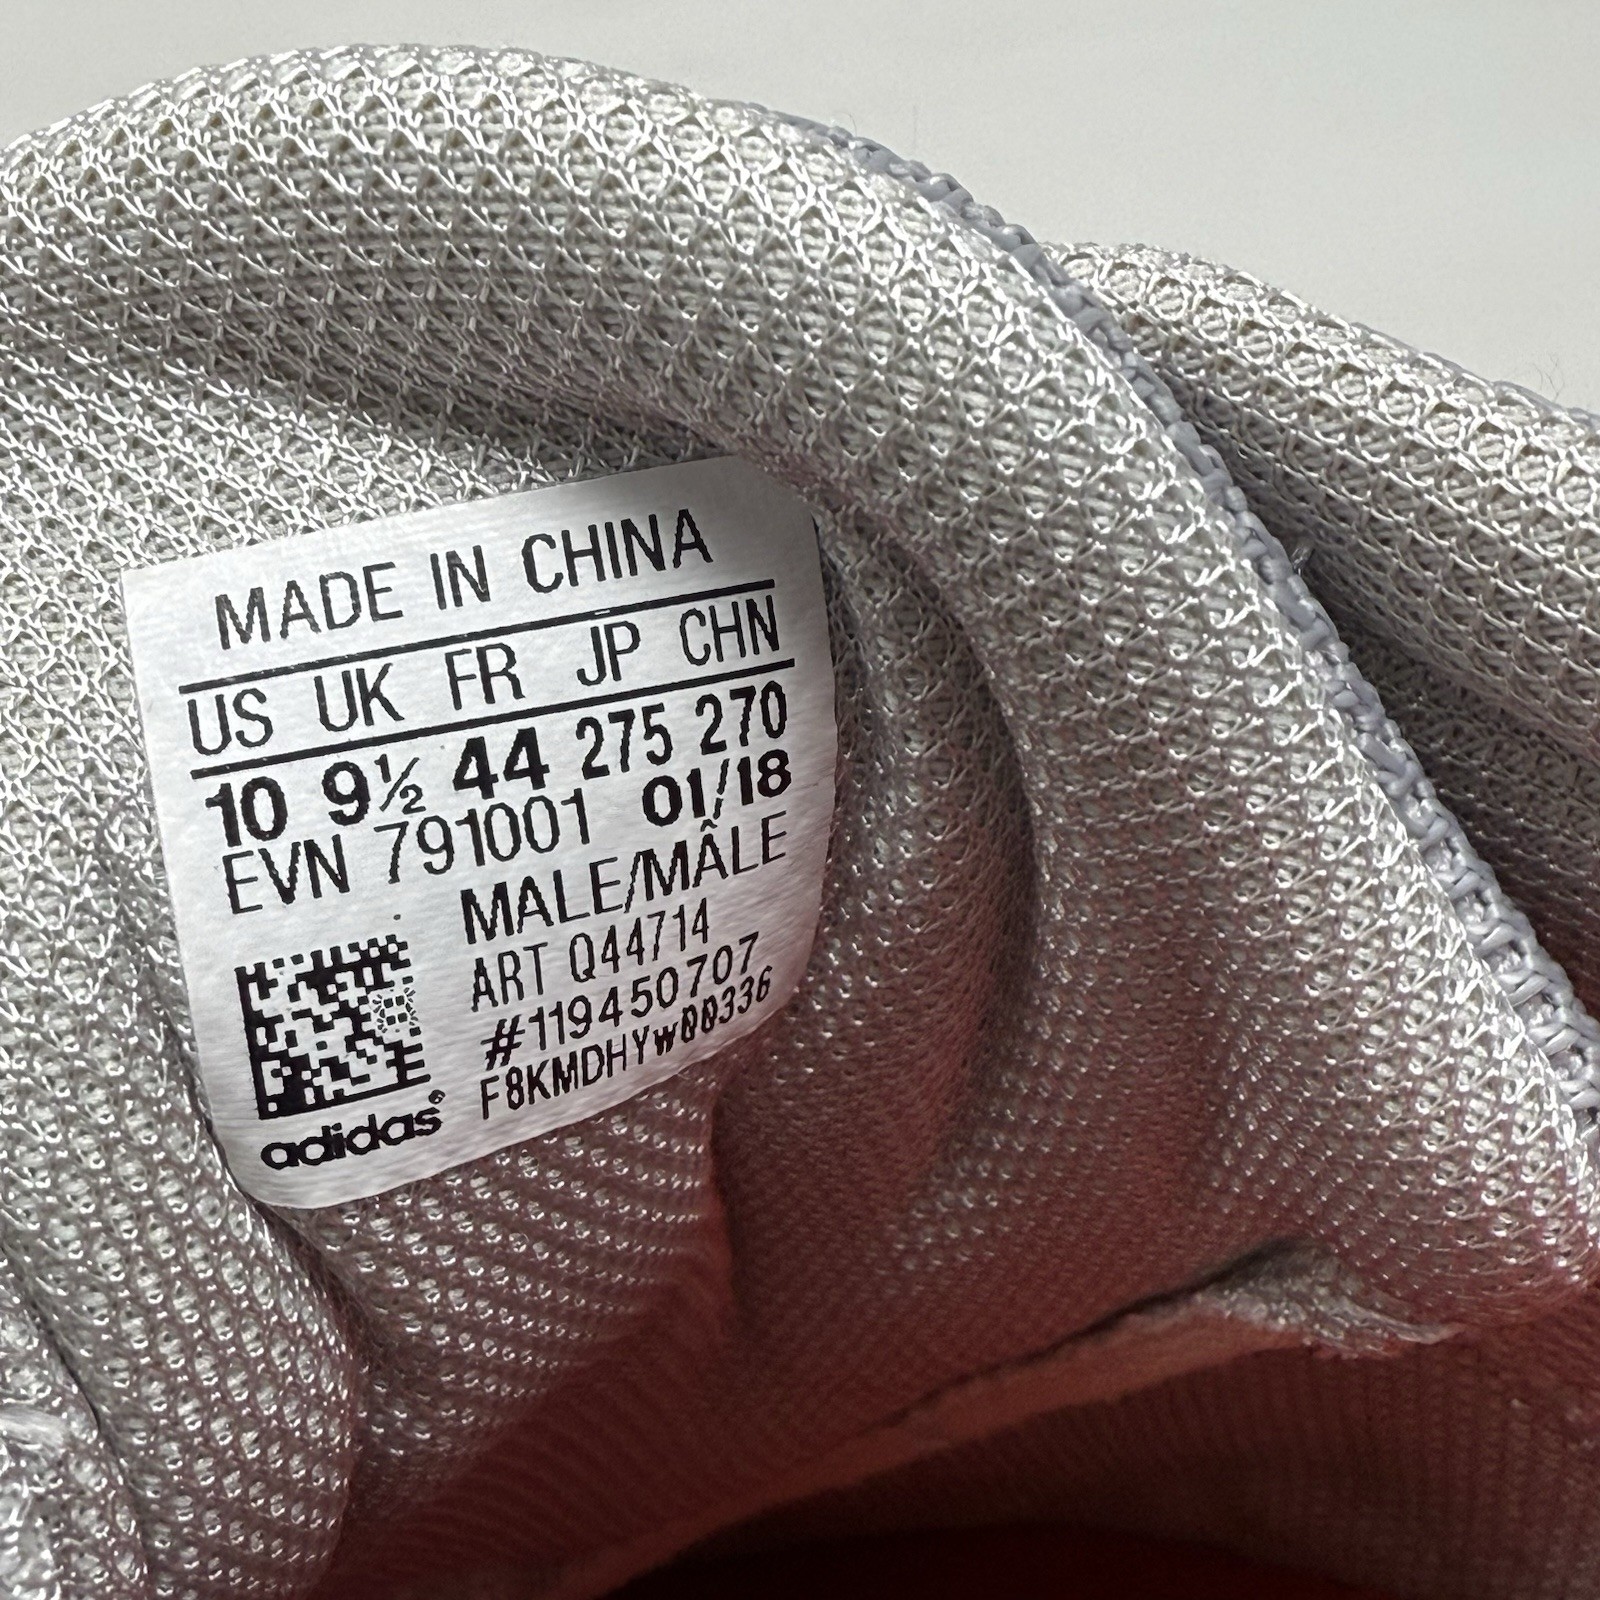 MADE IN CHINA
US UK FR JP CHN
10 9½ 44 275 270
EVN 791001 01/18
MALE/MÂLE
ART Q44714
#119450707
F8KMDHYW00336
adidas®